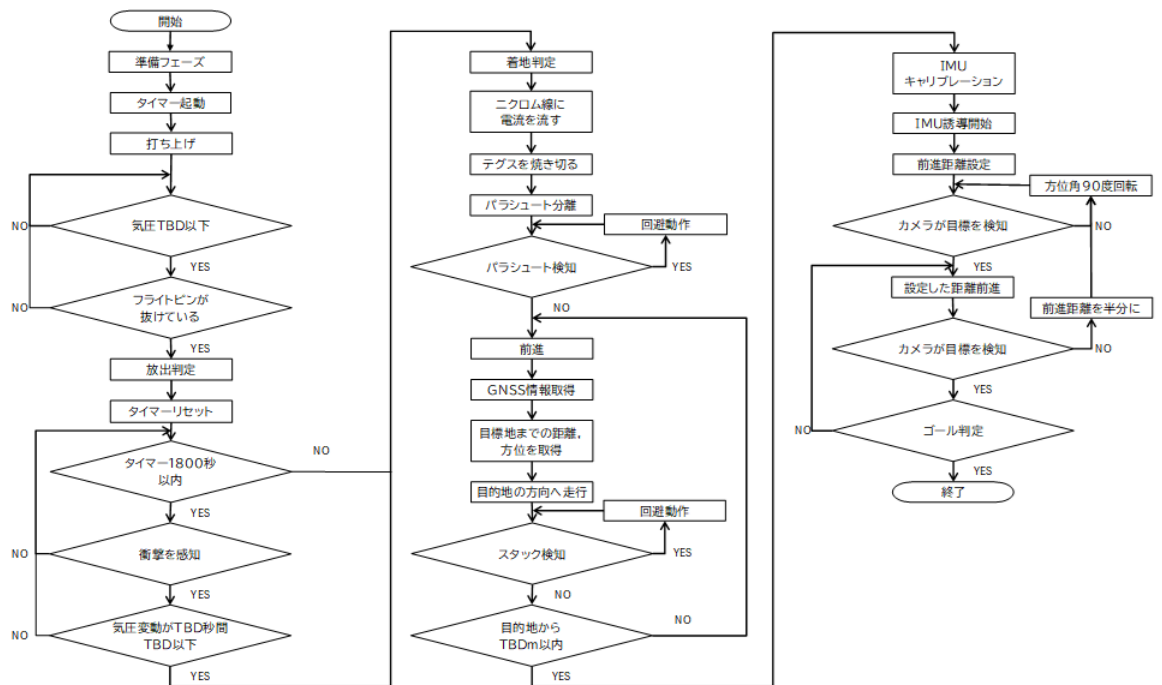 開始
準備フェーズ
タイマー起動
打ち上げ
気圧TBD以下
NO
YES
フライトピンが
抜けている
NO
YES
放出判定
タイマーリセット
タイマー1800秒
以内
NO
YES
衝撃を感知
NO
YES
気圧変動がTBD秒間
TBD以下
NO
YES
着地判定
ニクロム線に
電流を流す
テグスを焼き切る
パラシュート分離
回避動作
パラシュート検知
YES
NO
前進
GNSS情報取得
目標地までの距離,
方位を取得
目的地の方向へ走行
回避動作
スタック検知
YES
NO
目的地から
TBDm以内
NO
YES
IMU
キャリブレーション
IMU誘導開始
前進距離設定
方位角90度回転
カメラが目標を検知
NO
YES
設定した距離前進
前進距離を半分に
カメラが目標を検知
NO
YES
ゴール判定
NO
YES
終了